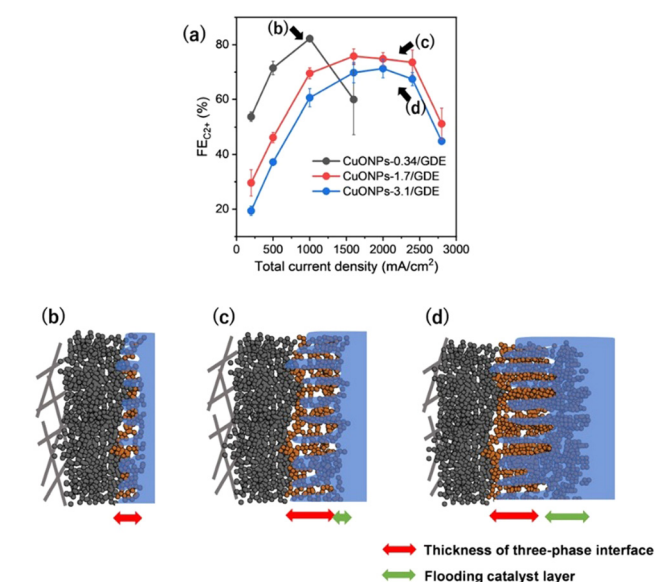 (a)
(b)
(c)
(d)
FE_C2+ (%)
80
60
40
20
CuONPs-0.34/GDE
CuONPs-1.7/GDE
CuONPs-3.1/GDE
0 500 1000 1500 2000 2500 3000
Total current density (mA/cm²)
(b) (c) (d)
Thickness of three-phase interface
Flooding catalyst layer